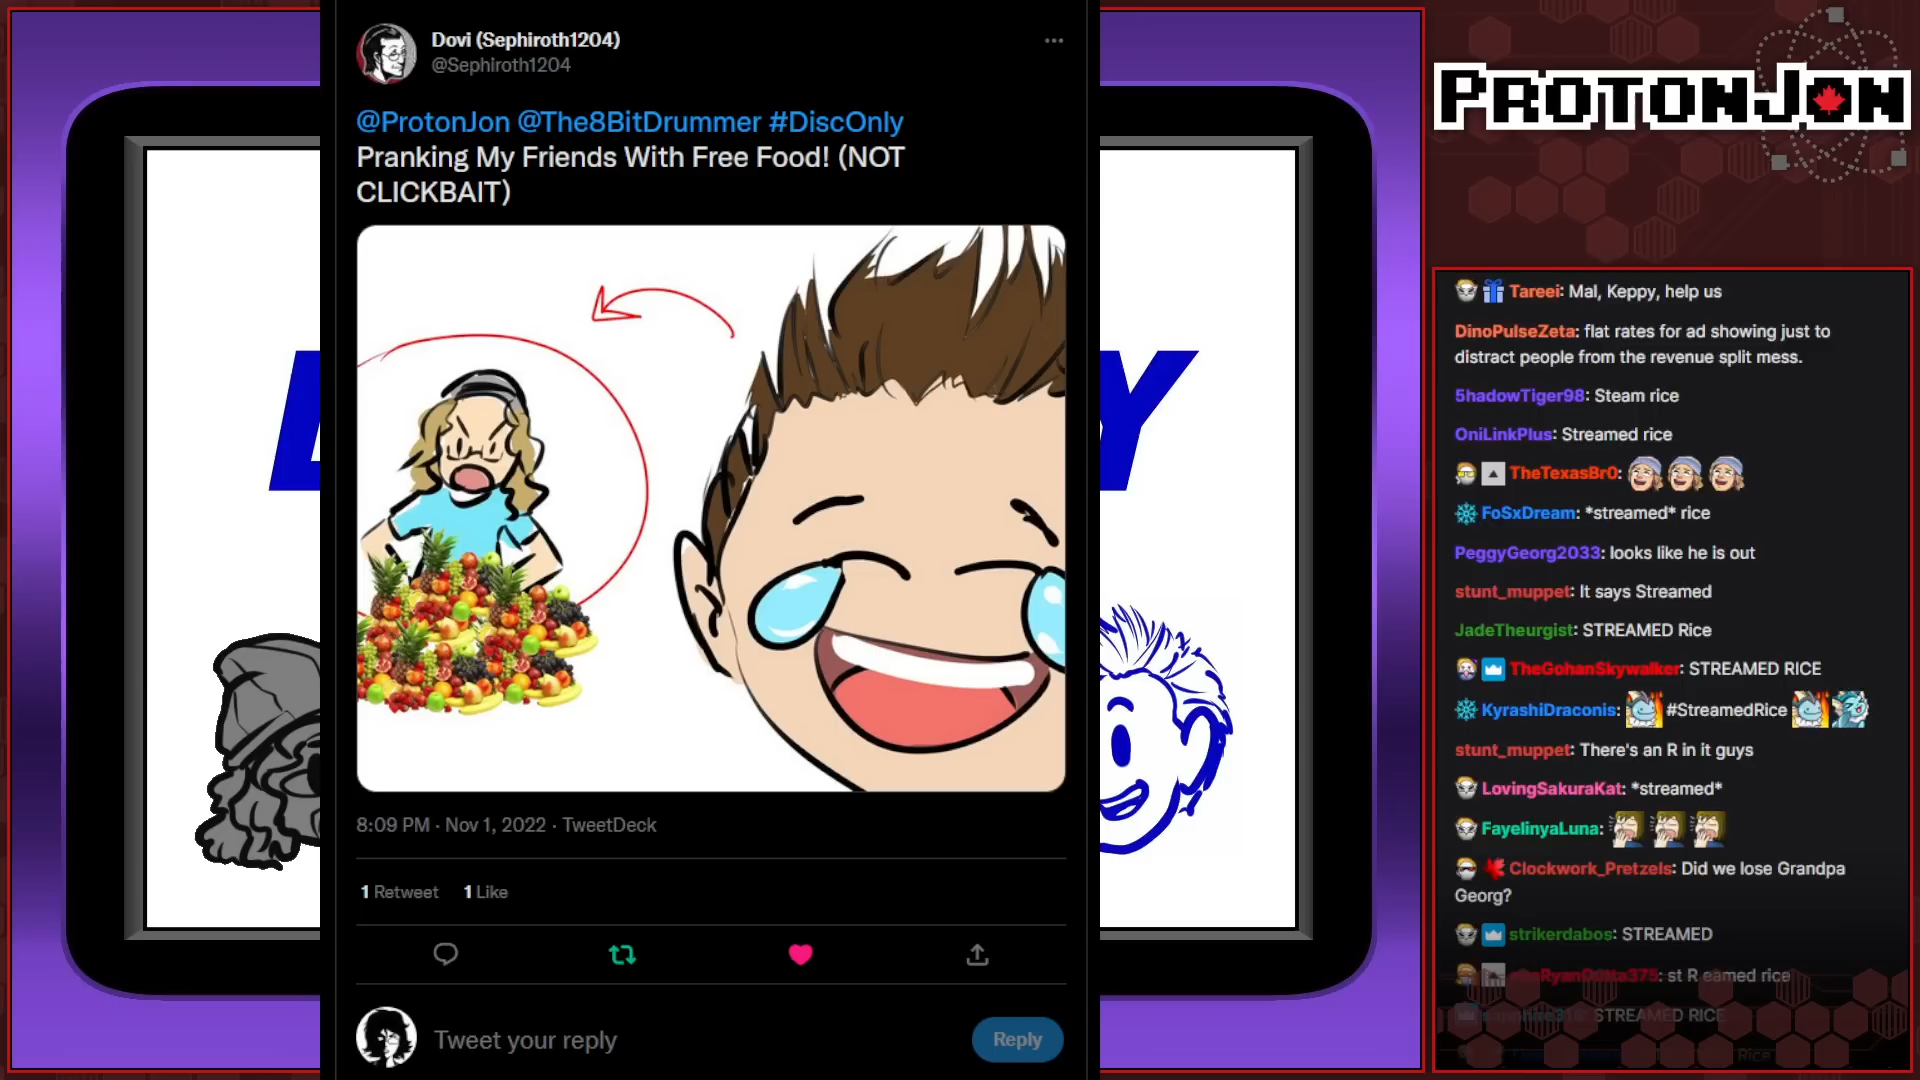 Dovi (Sephiroth1204)
@Sephiroth1204
@ProtonJon @The8BitDrummer #DiscOnly
Pranking My Friends With Free Food! (NOT
CLICKBAIT)
8:09 PM · Nov 1, 2022 · TweetDeck
1 Retweet 1 Like
Tweet your reply
Reply
Y
PROTONJON
Tareei: Mal, Keppy, help us
DinoPulseZeta: flat rates for ad showing just to
distract people from the revenue split mess.
5hadowTiger98: Steam rice
OniLinkPlus: Streamed rice
TheTexasBr0:
FoSxDream: *streamed* rice
PeggyGeorg2033: looks like he is out
stunt_muppet: It says Streamed
JadeTheurgist: STREAMED Rice
TheGohanSkywalker: STREAMED RICE
KyrashiDraconis: #StreamedRice
stunt_muppet: There's an R in it guys
LovingSakuraKat: *streamed*
FayelinyaLuna:
Clockwork_Pretzels: Did we lose Grandpa
Georg?
strikerdabos: STREAMED
st R eamed rice
STREAMED RICE
Rice